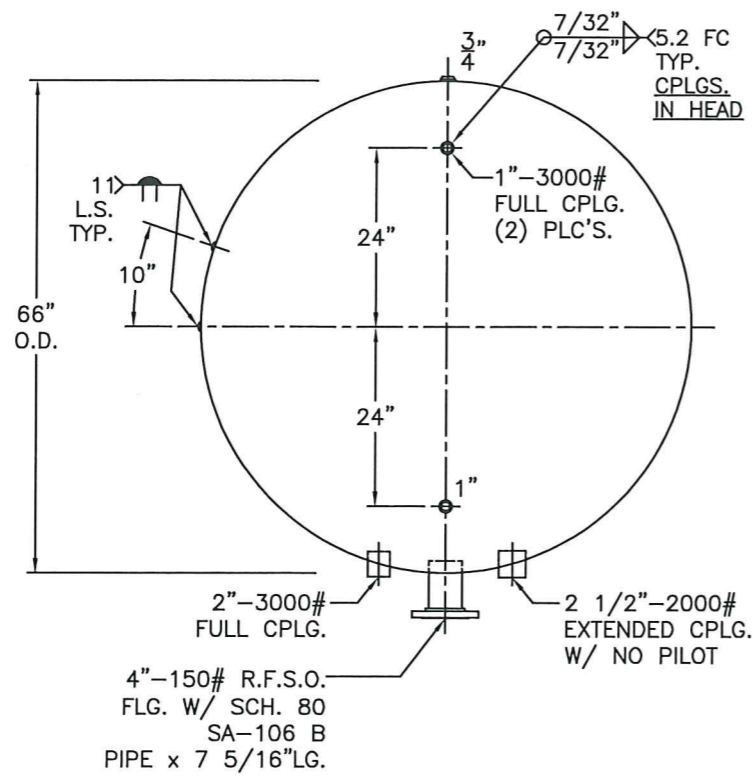 3"
4
7/32"
7/32"
5.2 FC
TYP.
CPLGS.
IN HEAD
11
L.S.
TYP.
10"
1"-3000#
FULL CPLG.
(2) PLC'S.
24"
66"
O.D.
24"
1"
2"-3000#
FULL CPLG.
2 1/2"-2000#
EXTENDED CPLG.
W/ NO PILOT
4"-150# R.F.S.O.
FLG. W/ SCH. 80
SA-106 B
PIPE x 7 5/16"LG.